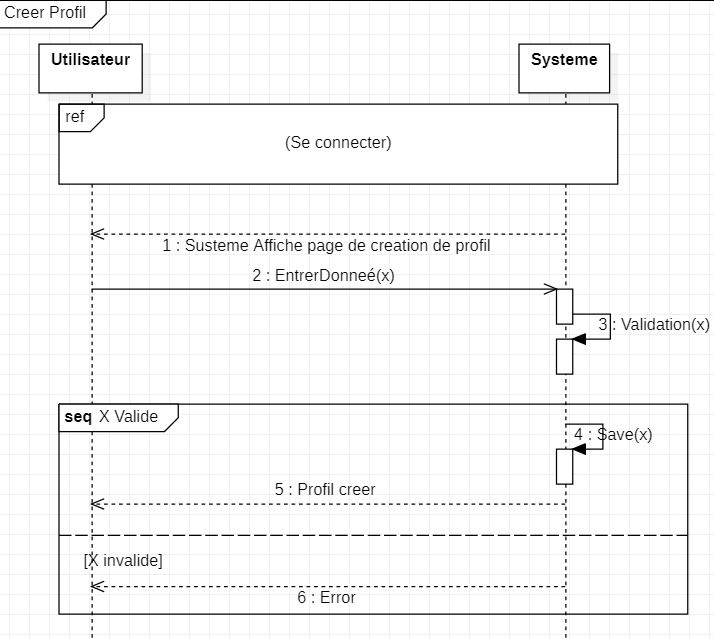 Creer Profil
Utilisateur
Systeme
ref
(Se connecter)
1 : Susteme Affiche page de creation de profil
2 : EntrerDonneé(x)
3 : Validation(x)
seq X Valide
4 : Save(x)
5 : Profil creer
[X invalide]
6 : Error